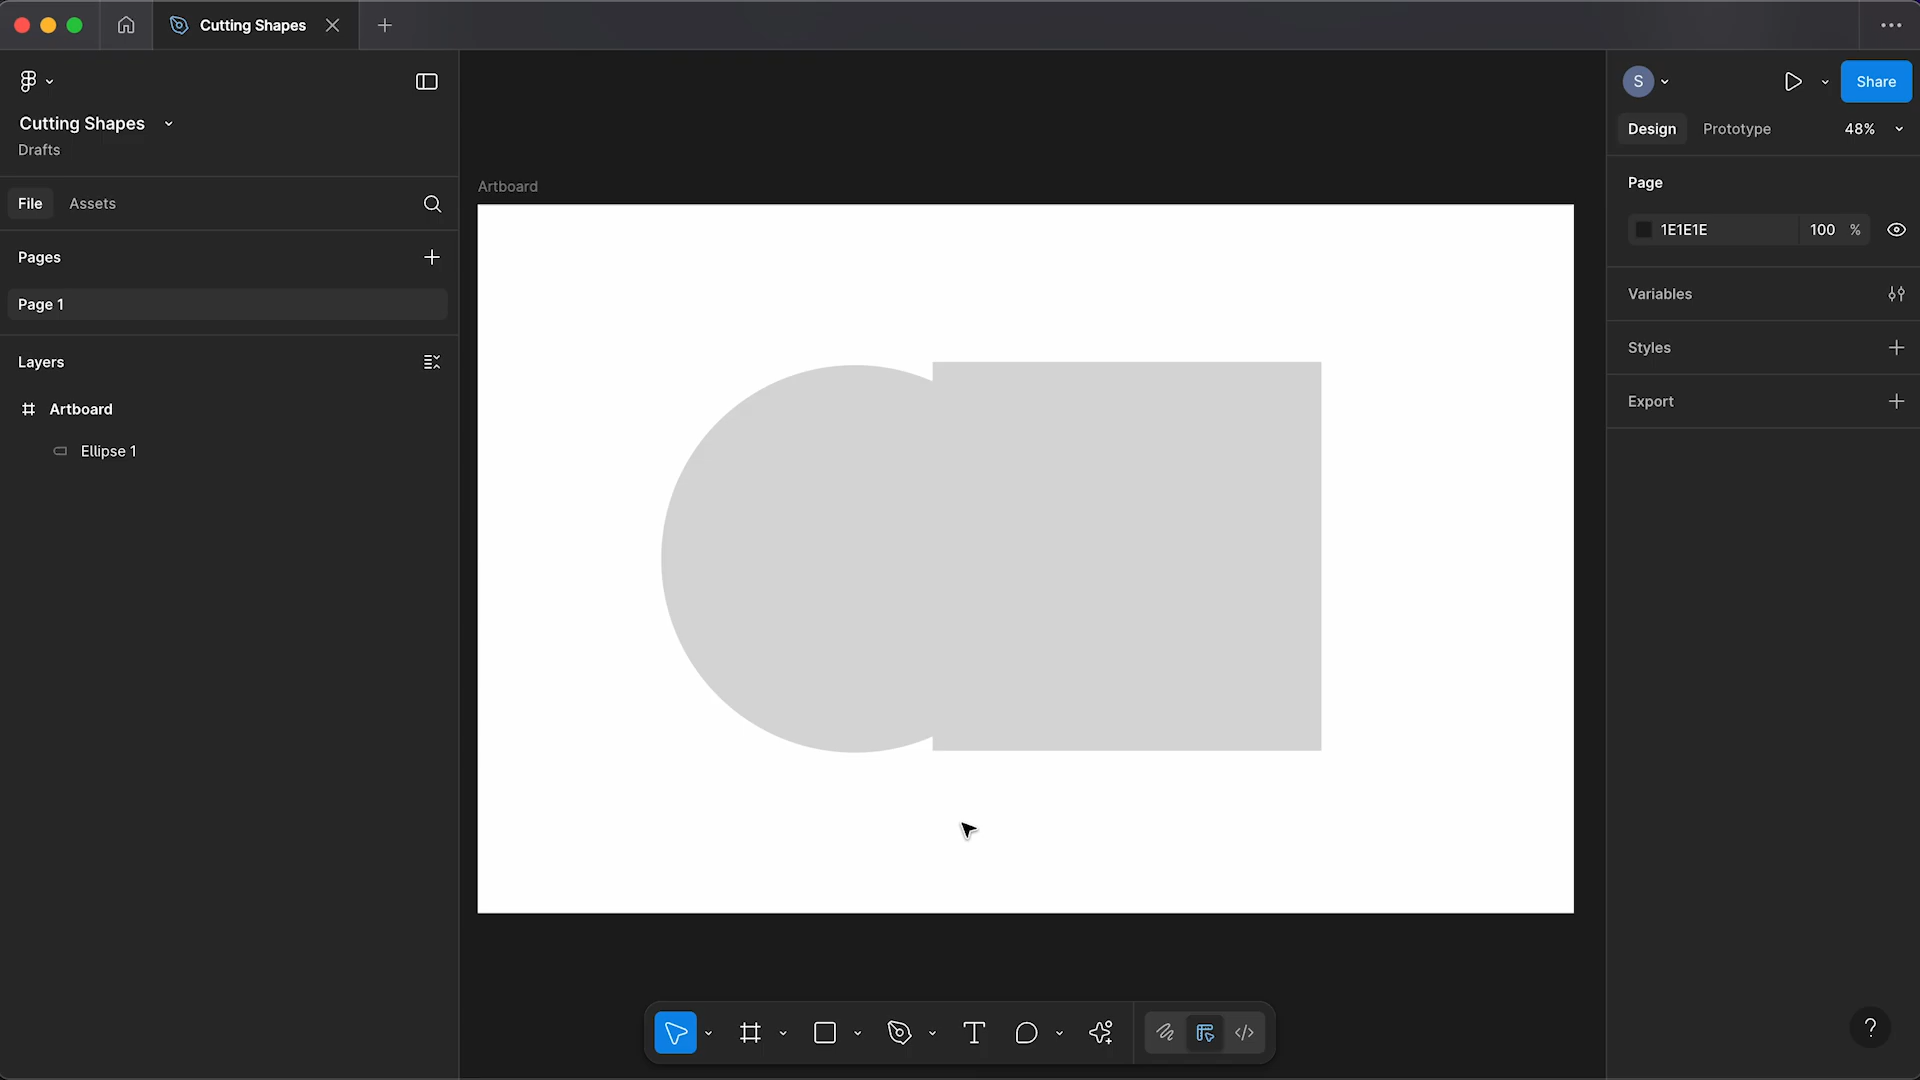 Cutting Shapes
S
Share
Cutting Shapes
Drafts
Design
Prototype
48%
Artboard
Page
File
Assets
1E1E1E
100 %
Pages
Page 1
Variables
Styles
Layers
Export
Artboard
Ellipse 1
T
?